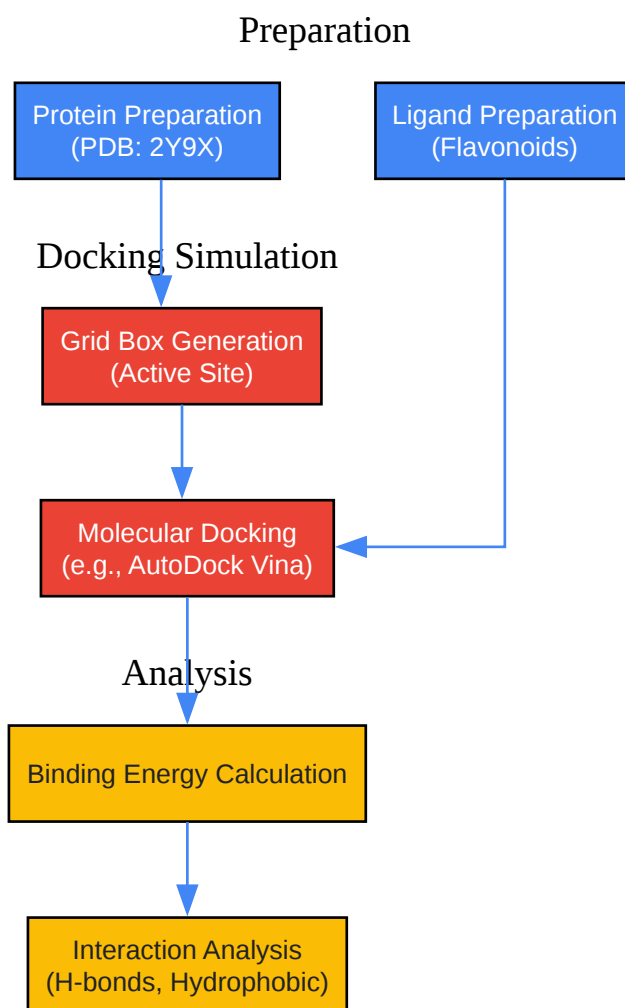 Preparation
Protein Preparation
(PDB: 2Y9X)
Ligand Preparation
(Flavonoids)
Docking Simulation
Grid Box Generation
(Active Site)
Molecular Docking
(e.g., AutoDock Vina)
Analysis
Binding Energy Calculation
Interaction Analysis
(H-bonds, Hydrophobic)